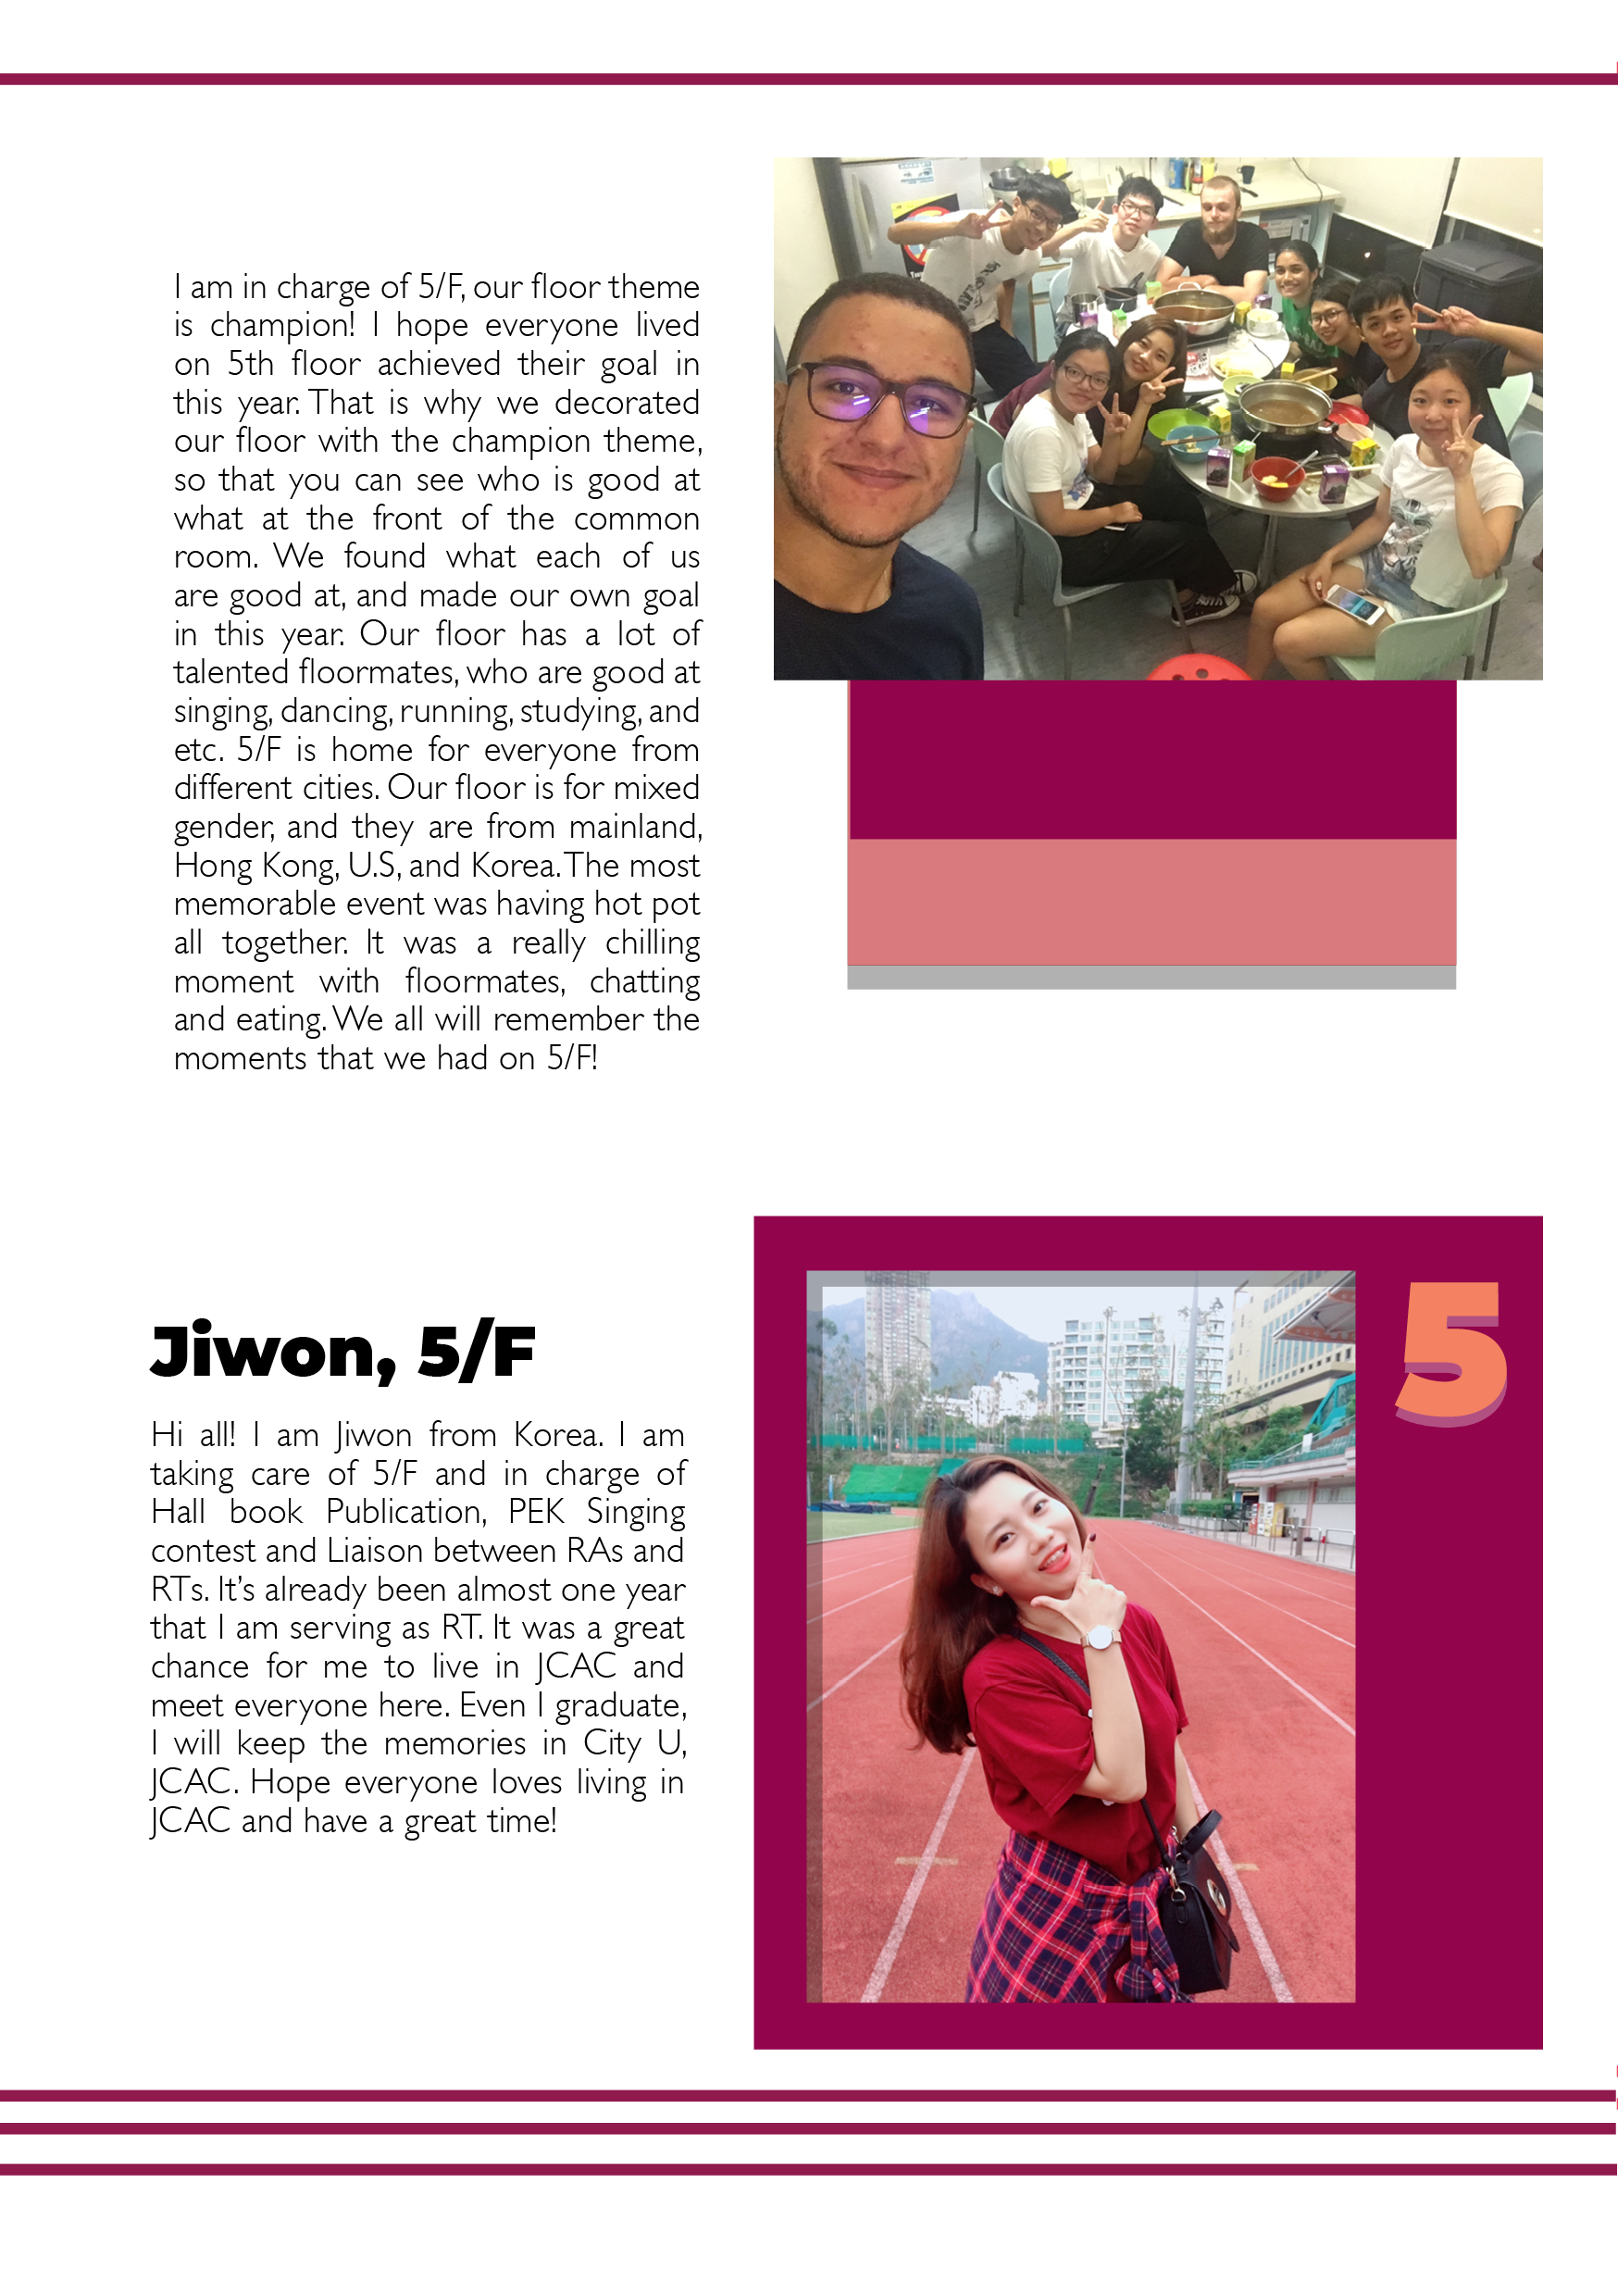 I am in charge of 5/F, our floor theme
is champion! I hope everyone lived
on 5th floor achieved their goal in
this year. That is why we decorated
our floor with the champion theme,
so that you can see who is good at
what at the front of the common
room. We found what each of us
are good at, and made our own goal
in this year. Our floor has a lot of
talented floormates, who are good at
singing, dancing, running, studying, and
etc. 5/F is home for everyone from
different cities. Our floor is for mixed
gender, and they are from mainland,
Hong Kong, U.S, and Korea. The most
memorable event was having hot pot
all together. It was a really chilling
moment with floormates, chatting
and eating. We all will remember the
moments that we had on 5/F!
5
Jiwon, 5/F
Hi all! I am Jiwon from Korea. I am
taking care of 5/F and in charge of
Hall book Publication, PEK Singing
contest and Liaison between RAs and
RTs. It’s already been almost one year
that I am serving as RT. It was a great
chance for me to live in JCAC and
meet everyone here. Even I graduate,
I will keep the memories in City U,
JCAC. Hope everyone loves living in
JCAC and have a great time!